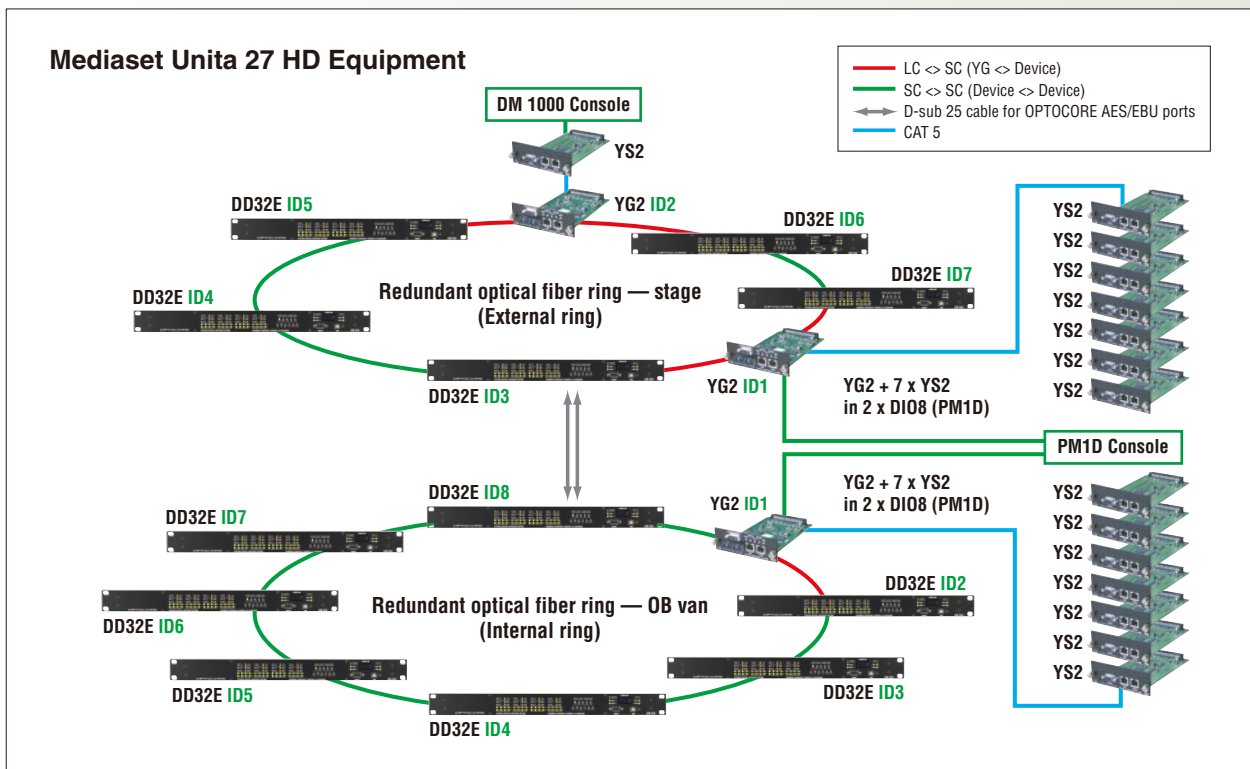 Mediaset Unita 27 HD Equipment
LC <> SC (YG <> Device)
SC <> SC (Device <> Device)
D-sub 25 cable for OPTOCORE AES/EBU ports
CAT 5
DM 1000 Console
YS2
YG2 ID2
DD32E ID5
DD32E ID6
DD32E ID4
DD32E ID7
Redundant optical fiber ring — stage
(External ring)
DD32E ID3
YG2 ID1
YG2 + 7 x YS2
in 2 x DIO8 (PM1D)
YS2
YS2
YS2
YS2
YS2
YS2
YS2
PM1D Console
DD32E ID8
YG2 ID1
YG2 + 7 x YS2
in 2 x DIO8 (PM1D)
DD32E ID7
DD32E ID2
DD32E ID6
Redundant optical fiber ring — OB van
(Internal ring)
DD32E ID5
DD32E ID3
DD32E ID4
YS2
YS2
YS2
YS2
YS2
YS2
YS2